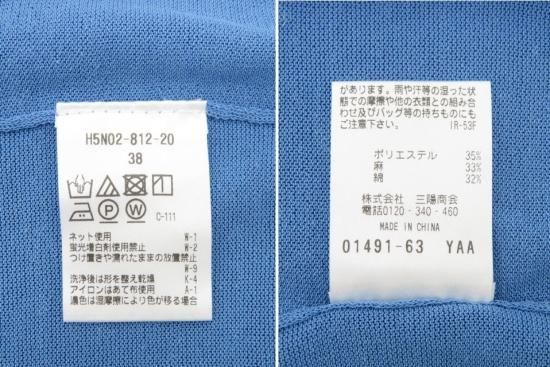 H5N02-812-20
38
P W C-111
ネット使用 W-1
蛍光増白剤使用禁止 W-2
つけ置きや濡れたままの放置禁止
W-9
洗浄後は形を整え乾燥 K-4
アイロンはあて布使用 A-1
濃色は湿摩擦により色が移る場合
があります。雨や汗等の湿った状
態での摩擦や他の衣類との組み合
わせ及びバッグ等の持ちものにも
ご注意下さい。 IR-53F
ポリエステル 35%
麻 33%
綿 32%
株式会社 三陽商会
電話0120-340-460
MADE IN CHINA
01491-63 YAA